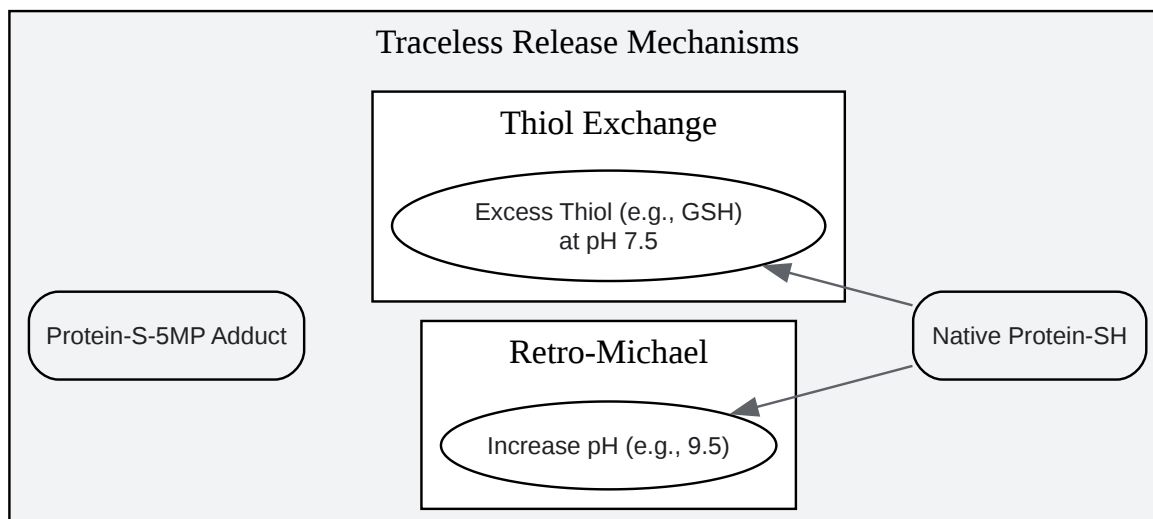 Traceless Release Mechanisms
Thiol Exchange
Excess Thiol (e.g., GSH)
at pH 7.5
Protein-S-5MP Adduct
Native Protein-SH
Retro-Michael
Increase pH (e.g., 9.5)